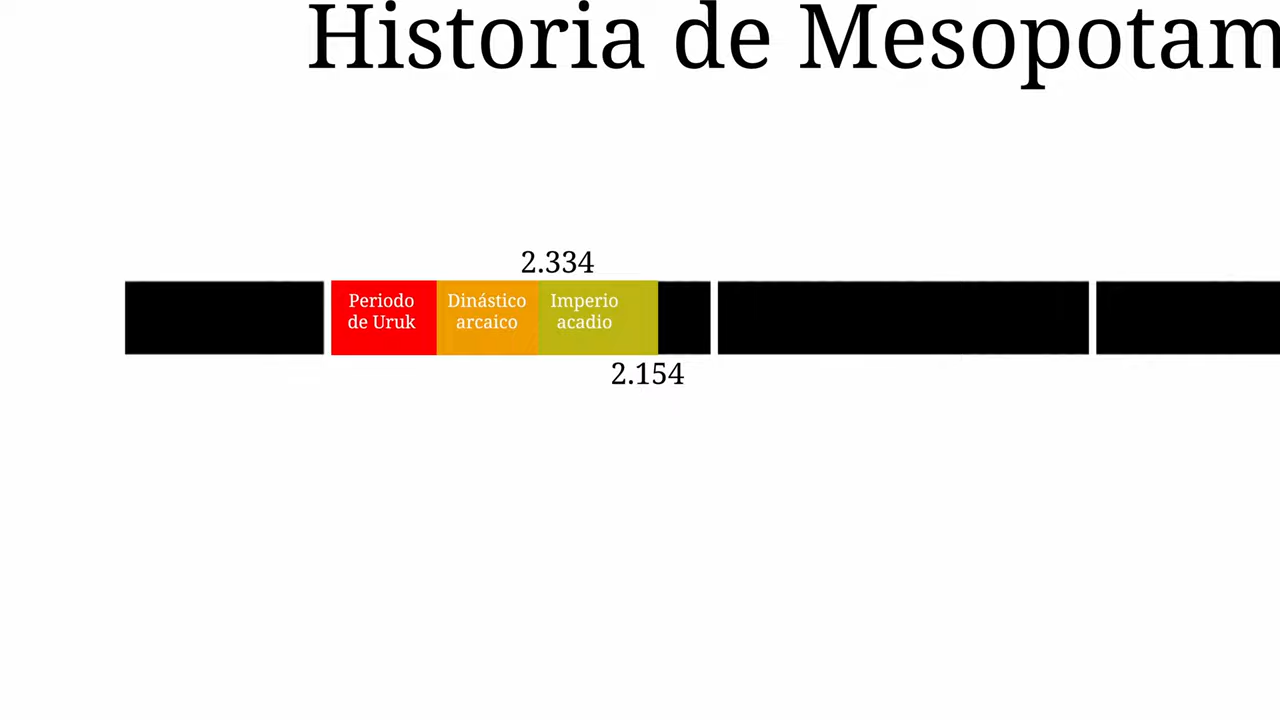 Historia de Mesopotam
2.334
Periodo
de Uruk
Dinástico
arcaico
Imperio
acadio
2.154